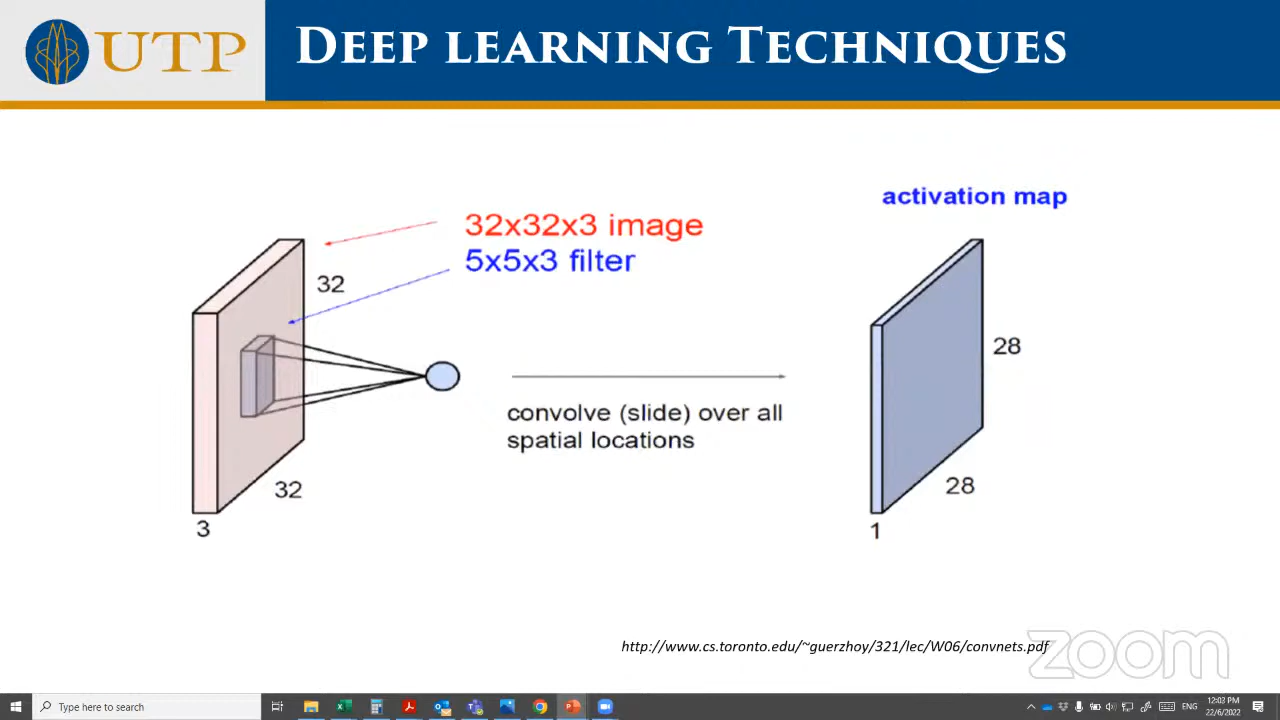 UTP
DEEP LEARNING TECHNIQUES
activation map
32x32x3 image
5x5x3 filter
32
28
convolve (slide) over all
spatial locations
32
28
3
1
http://www.cs.toronto.edu/~guerzhoy/321/lec/W06/convnets.pdf
zoom
Type here to search
ENG
12:03 PM
22/6/2022